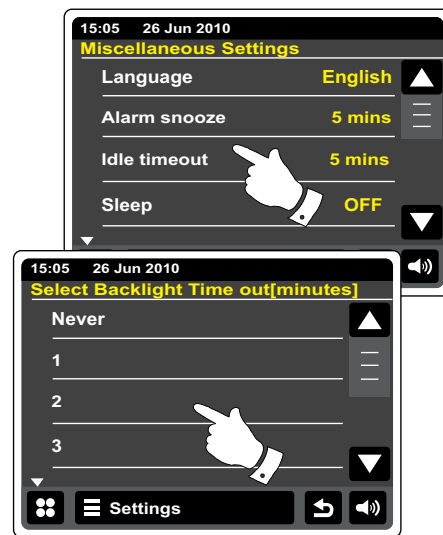 15:05 26 Jun 2010
Miscellaneous Settings
Language English
Alarm snooze 5 mins
Idle timeout 5 mins
Sleep OFF
15:05 26 Jun 2010
Select Backlight Time out[minutes]
Never
1
2
3
Settings